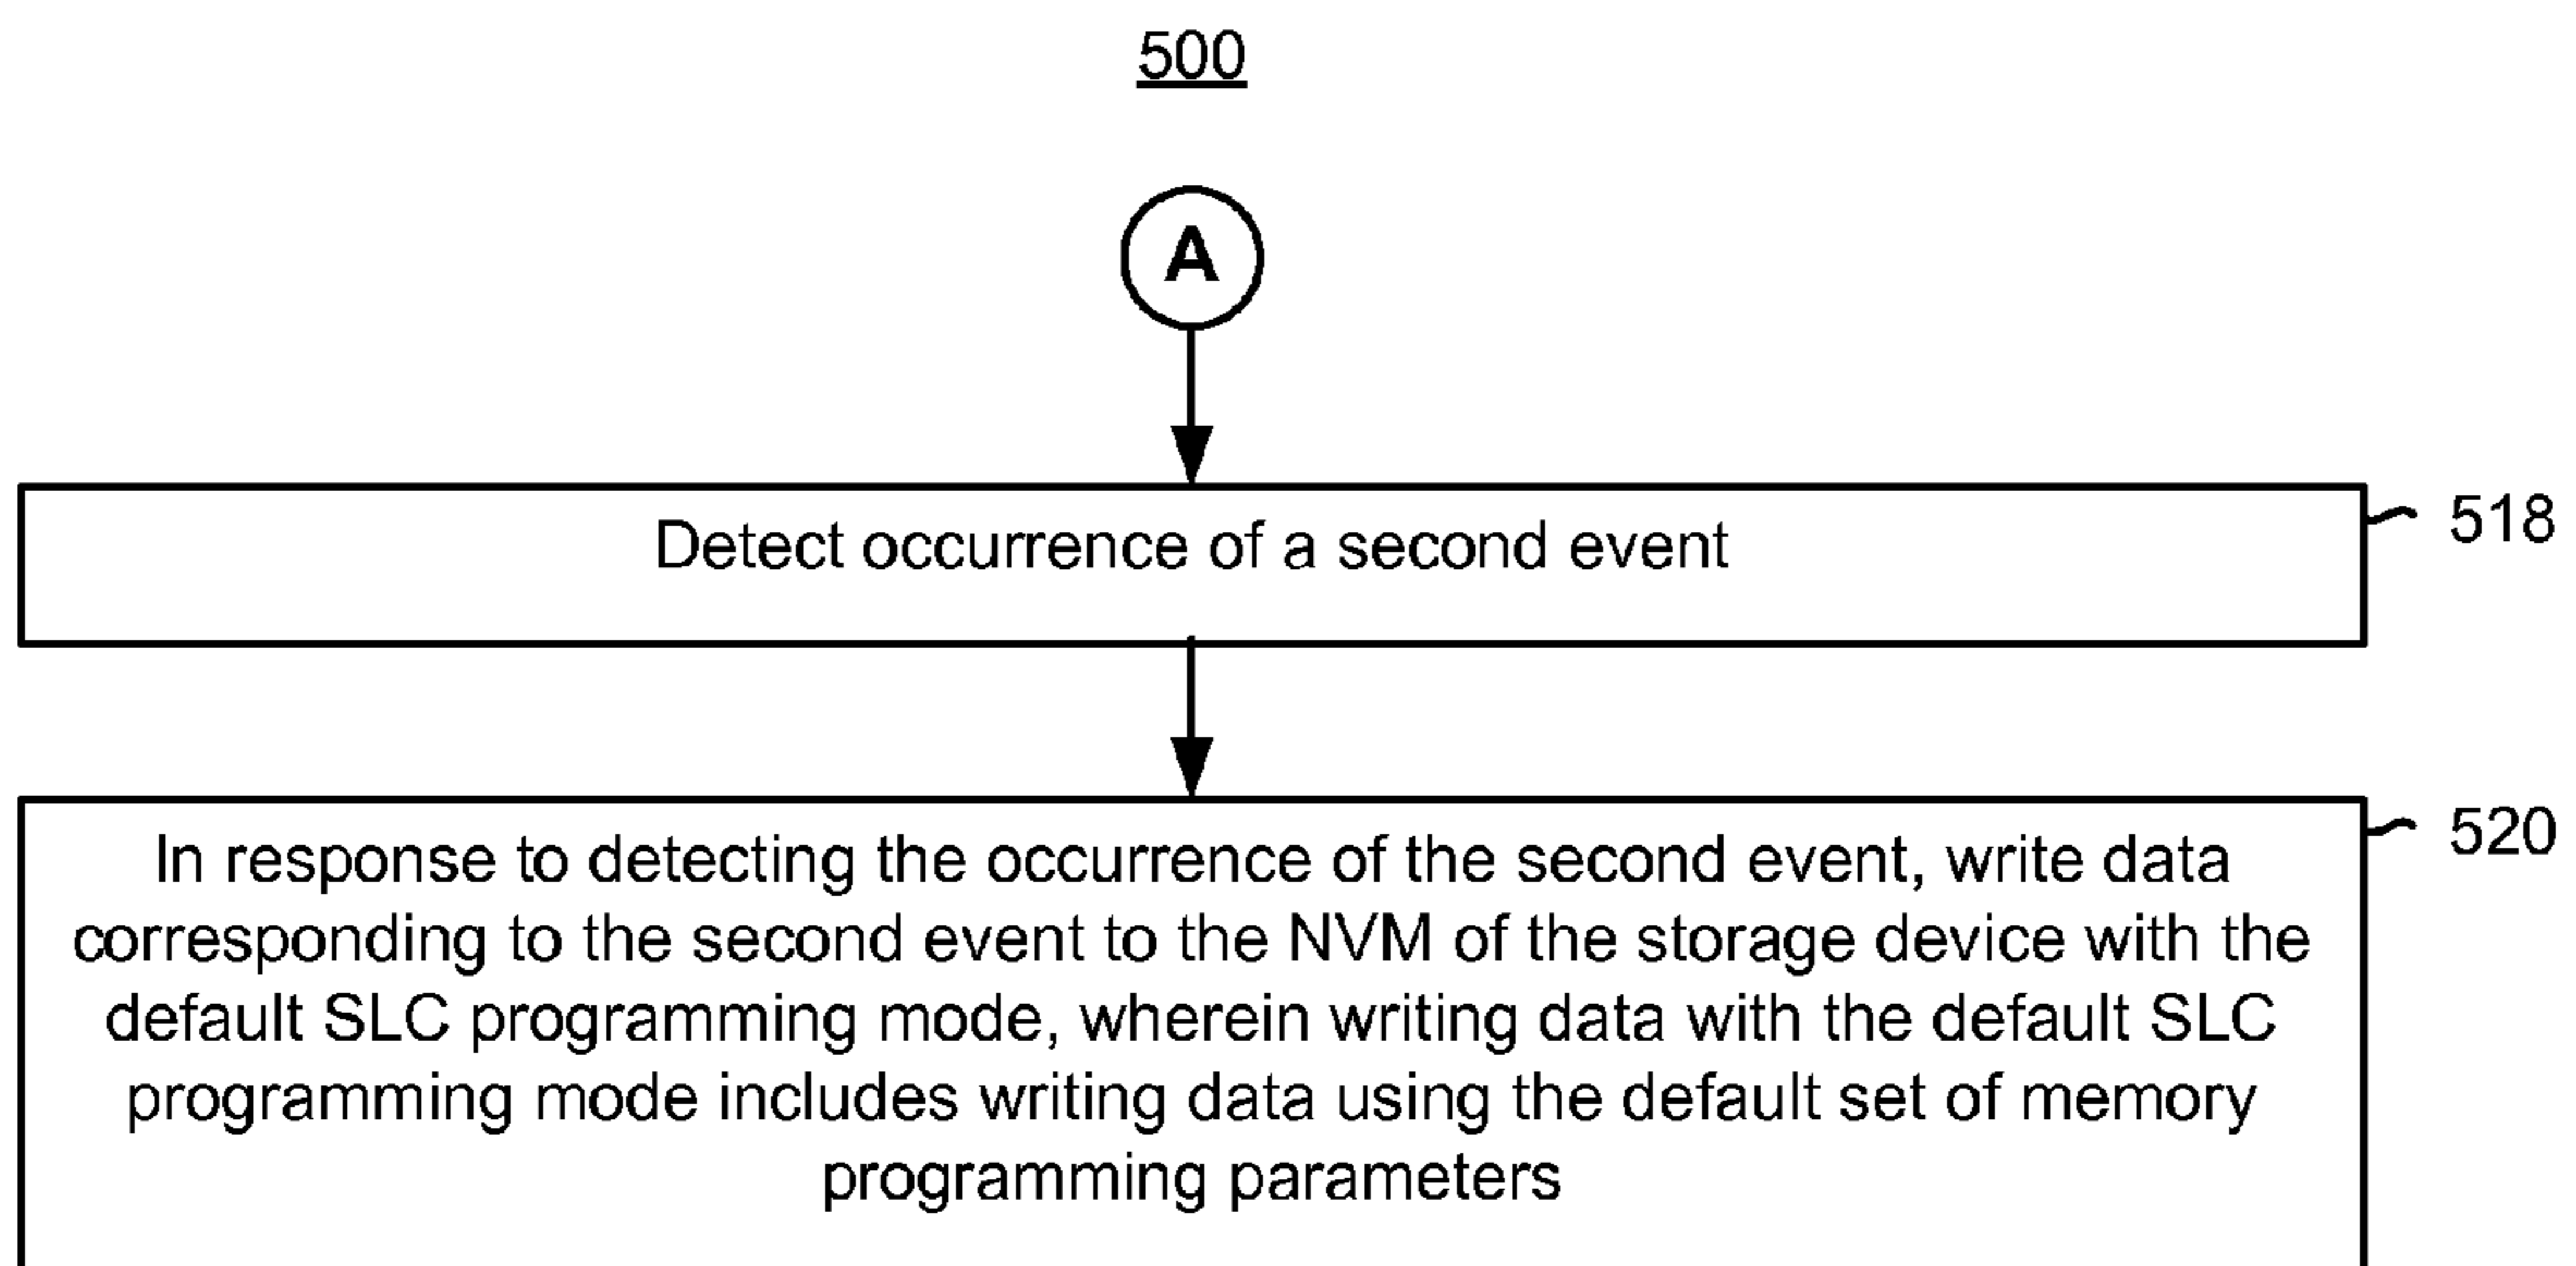 500
A
Detect occurrence of a second event
518
In response to detecting the occurrence of the second event, write data
520
corresponding to the second event to the NVM of the storage device with the
default SLC programming mode, wherein writing data with the default SLC
programming mode includes writing data using the default set of memory
programming parameters